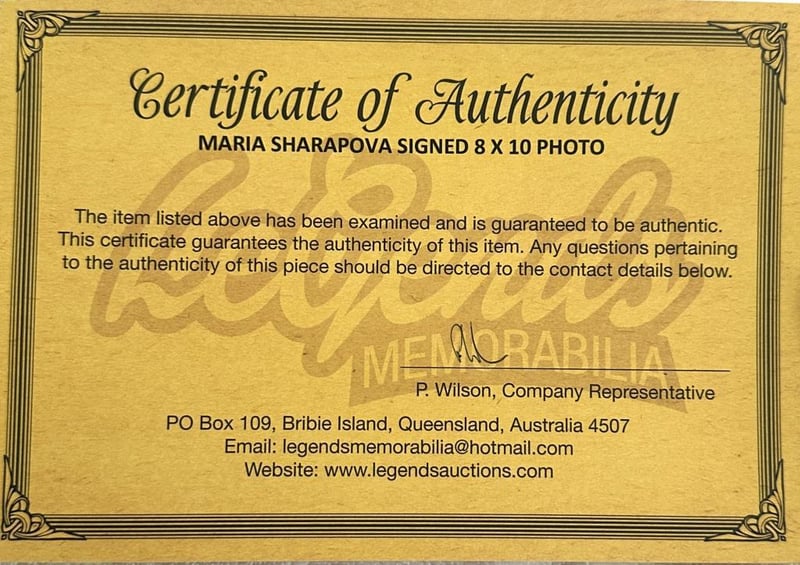 Certificate of Authenticity
MARIA SHARAPOVA SIGNED 8 X 10 PHOTO
The item listed above has been examined and is guaranteed to be authentic.
This certificate guarantees the authenticity of this item. Any questions pertaining
to the authenticity of this piece should be directed to the contact details below.
Legends
MEMORABILIA
P. Wilson, Company Representative
PO Box 109, Bribie Island, Queensland, Australia 4507
Email: legendsmemorabilia@hotmail.com
Website: www.legendsauctions.com